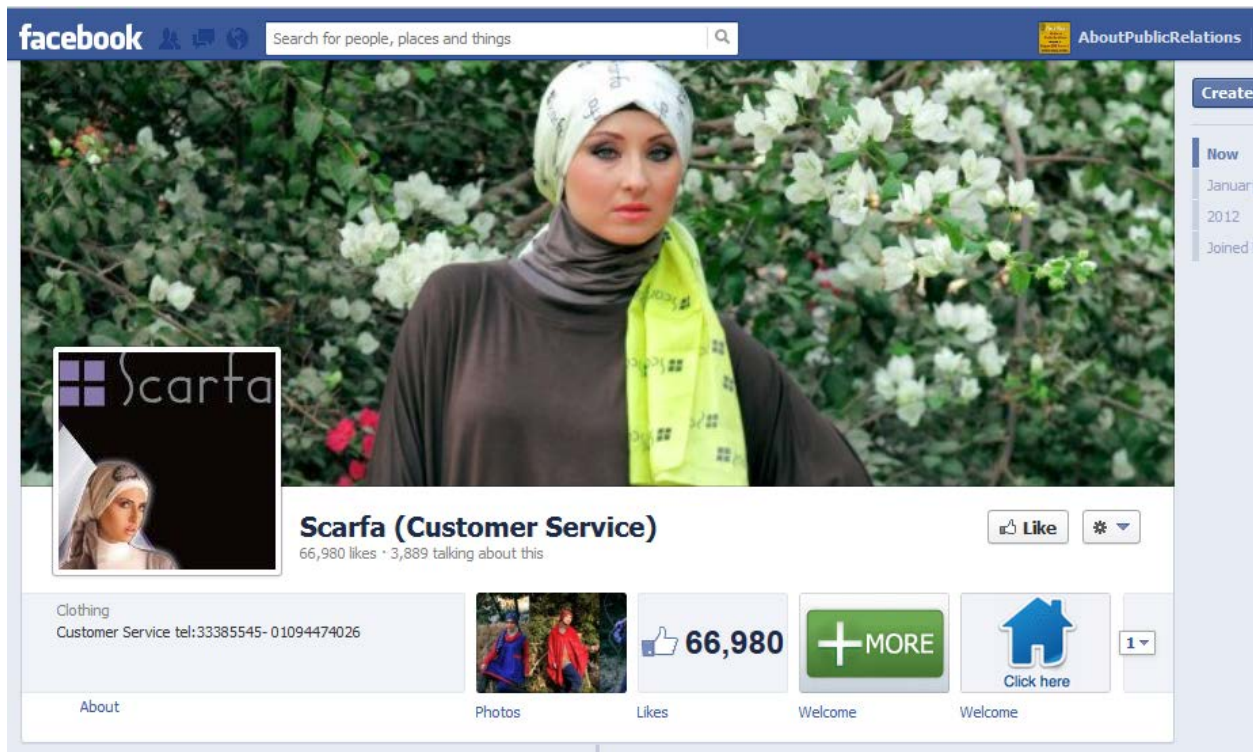 facebook
Search for people, places and things
AboutPublicRelations
Create
Now
Januar
2012
Joined
Scarfa
Scarfa (Customer Service)
Like
66,980 likes · 3,889 talking about this
Clothing
Customer Service tel:33385545- 01094474026
66,980
+MORE
Click here
1
About
Photos
Likes
Welcome
Welcome